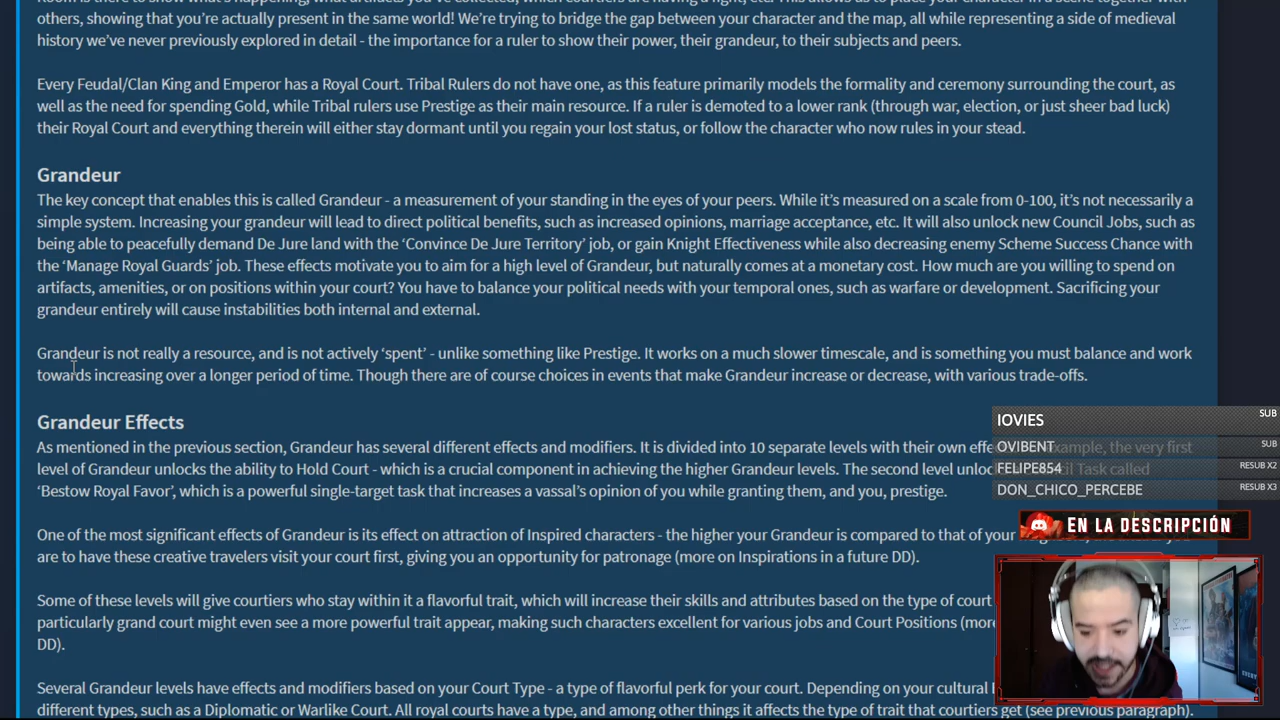 Room is there to show what's happening, what artifacts you've collected, which courtiers are having a fight, etc. This allows us to place your character in a scene together with
others, showing that you're actually present in the same world! We're trying to bridge the gap between your character and the map, all while representing a side of medieval
history we've never previously explored in detail - the importance for a ruler to show their power, their grandeur, to their subjects and peers.
Every Feudal/Clan King and Emperor has a Royal Court. Tribal Rulers do not have one, as this feature primarily models the formality and ceremony surrounding the court, as
well as the need for spending Gold, while Tribal rulers use Prestige as their main resource. If a ruler is demoted to a lower rank (through war, election, or just sheer bad luck)
their Royal Court and everything therein will either stay dormant until you regain your lost status, or follow the character who now rules in your stead.
Grandeur
The key concept that enables this is called Grandeur - a measurement of your standing in the eyes of your peers. While it's measured on a scale from 0-100, it's not necessarily a
simple system. Increasing your grandeur will lead to direct political benefits, such as increased opinions, marriage acceptance, etc. It will also unlock new Council Jobs, such as
being able to peacefully demand De Jure land with the ‘Convince De Jure Territory’ job, or gain Knight Effectiveness while also decreasing enemy Scheme Success Chance with
the ‘Manage Royal Guards’ job. These effects motivate you to aim for a high level of Grandeur, but naturally comes at a monetary cost. How much are you willing to spend on
artifacts, amenities, or on positions within your court? You have to balance your political needs with your temporal ones, such as warfare or development. Sacrificing your
grandeur entirely will cause instabilities both internal and external.
Grandeur is not really a resource, and is not actively ‘spent’ - unlike something like Prestige. It works on a much slower timescale, and is something you must balance and work
towards increasing over a longer period of time. Though there are of course choices in events that make Grandeur increase or decrease, with various trade-offs.
Grandeur Effects
As mentioned in the previous section, Grandeur has several different effects and modifiers. It is divided into 10 separate levels with their own example, the very first
level of Grandeur unlocks the ability to Hold Court - which is a crucial component in achieving the higher Grandeur levels. The second level Task called
‘Bestow Royal Favor’, which is a powerful single-target task that increases a vassal's opinion of you while granting them, and you, prestige.
One of the most significant effects of Grandeur is its effect on attraction of Inspired characters - the higher your Grandeur is compared to that of your
are to have these creative travelers visit your court first, giving you an opportunity for patronage (more on Inspirations in a future DD).
Some of these levels will give courtiers who stay within it a flavorful trait, which will increase their skills and attributes based on the type of court
particularly grand court might even see a more powerful trait appear, making such characters excellent for various jobs and Court Positions
DD).
Several Grandeur levels have effects and modifiers based on your Court Type - a type of flavorful perk for your court. Depending on your cultural
different types, such as a Diplomatic or Warlike Court. All royal courts have a type, and among other things it affects the type of trait that courtiers get (see previous paragraph).
IOVIES SUB
OVIBENT SUB
FELIPE854 RESUB X2
DON_CHICO_PERCEBE RESUB X3
EN LA DESCRIPCIÓN